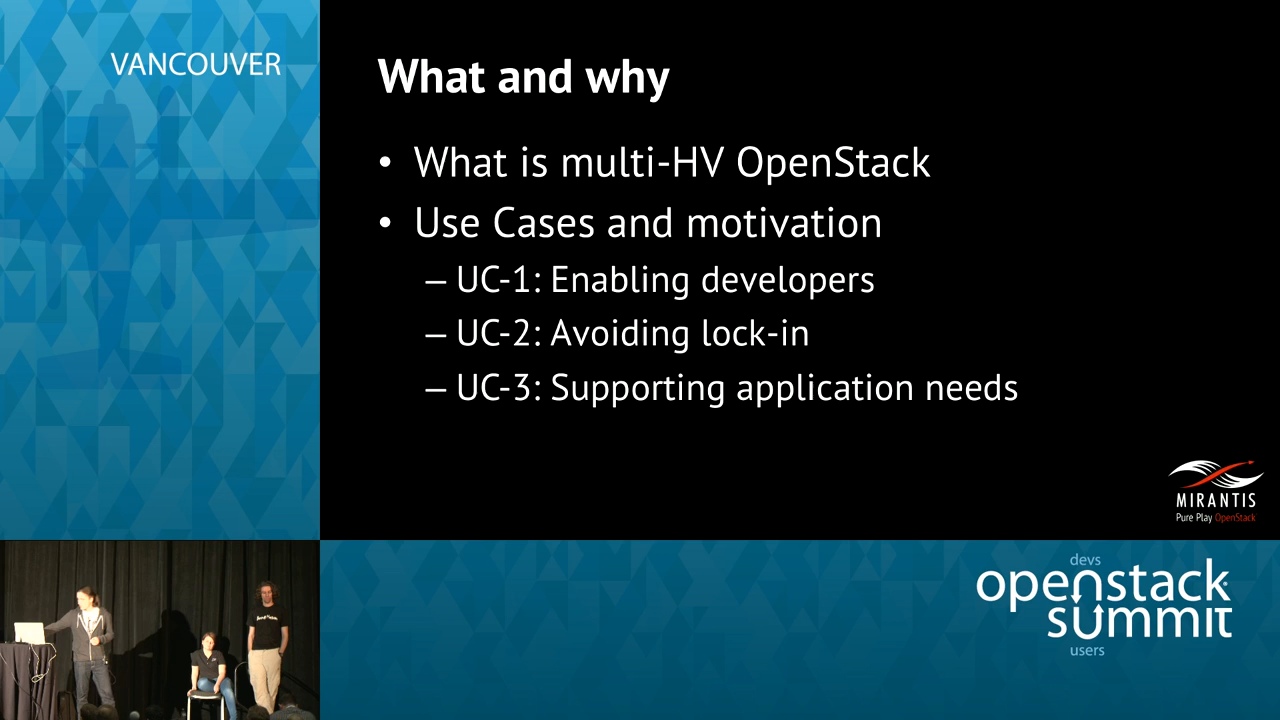 VANCOUVER
What and why
• What is multi-HV OpenStack
• Use Cases and motivation
– UC-1: Enabling developers
– UC-2: Avoiding lock-in
– UC-3: Supporting application needs
MIRANTIS
Pure Play OpenStack
devs
openstack
summit
users